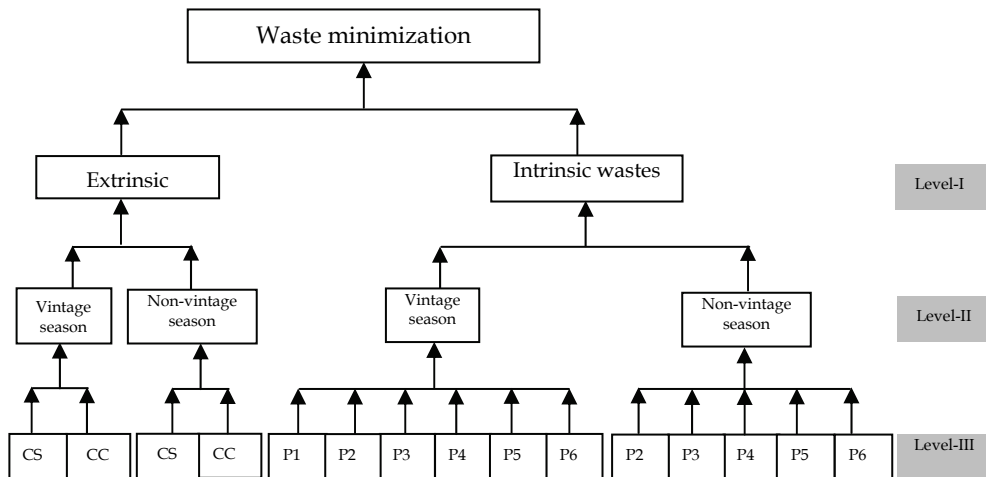 Waste minimization
Extrinsic
Intrinsic wastes
Level-I
Vintage
season
Non-vintage
season
Vintage
season
Non-vintage
season
Level-II
CS
CC
CS
CC
P1
P2
P3
P4
P5
P6
P2
P3
P4
P5
P6
Level-III